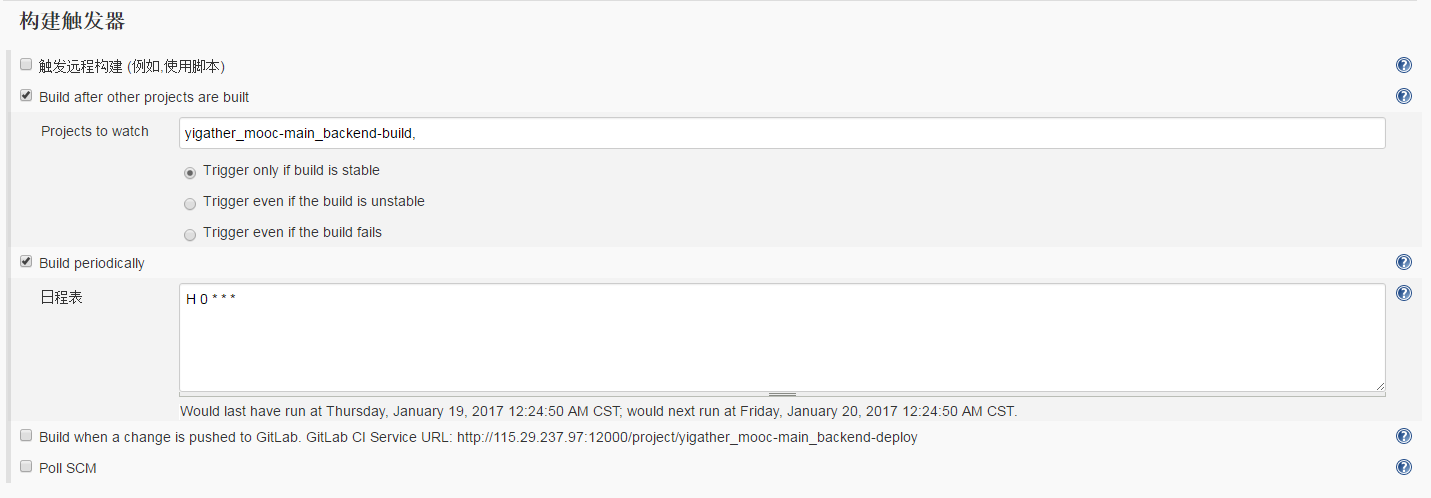 构建触发器
触发远程构建 (例如,使用脚本)
Build after other projects are built
Projects to watch
yigather_mooc-main_backend-build,
Trigger only if build is stable
Trigger even if the build is unstable
Trigger even if the build fails
Build periodically
日程表
H 0 * * *
Would last have run at Thursday, January 19, 2017 12:24:50 AM CST; would next run at Friday, January 20, 2017 12:24:50 AM CST.
Build when a change is pushed to GitLab. GitLab CI Service URL: http://115.29.237.97:12000/project/yigather_mooc-main_backend-deploy
Poll SCM